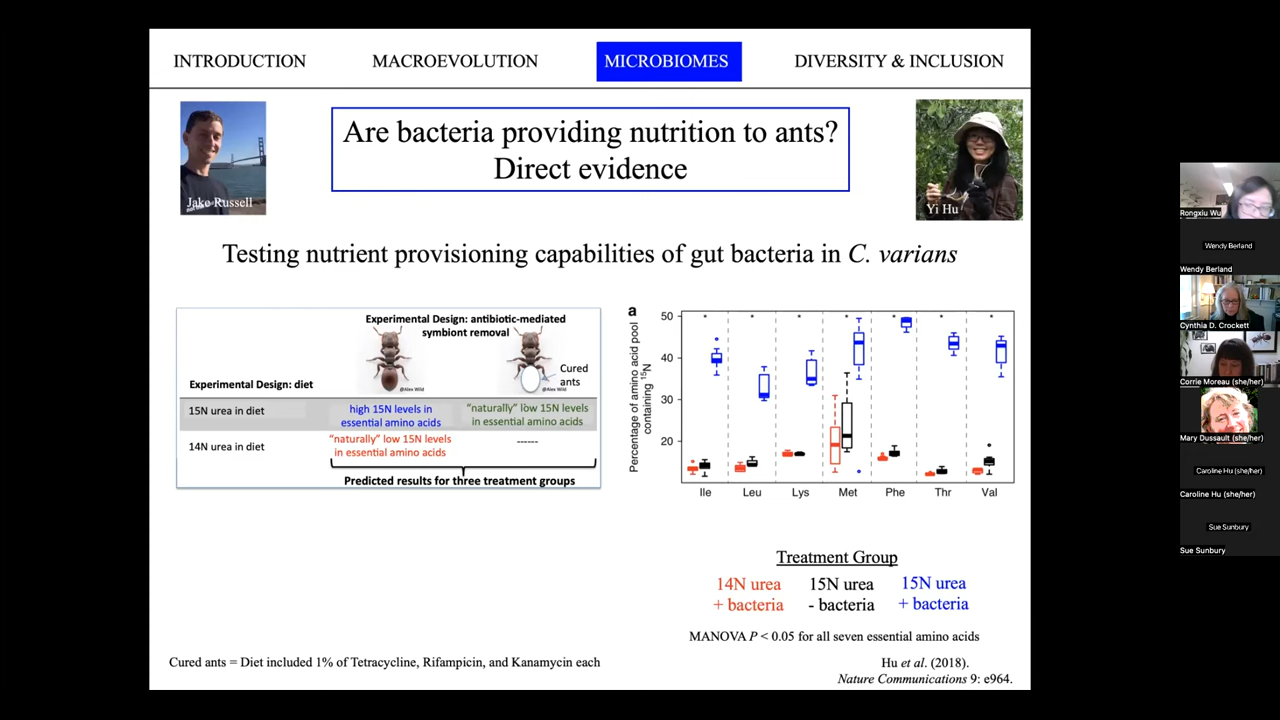 INTRODUCTION
MACROEVOLUTION
MICROBIOMES
DIVERSITY & INCLUSION
Jake Russell
Are bacteria providing nutrition to ants?
Direct evidence
Yi Hu
Testing nutrient provisioning capabilities of gut bacteria in C. varians
Experimental Design: antibiotic-mediated
symbiont removal
@Alex Wild
@Alex Wild
Cured
ants
Experimental Design: diet
15N urea in diet
high 15N levels in
essential amino acids
“naturally” low 15N levels
in essential amino acids
14N urea in diet
“naturally” low 15N levels
in essential amino acids
------
Predicted results for three treatment groups
a
Percentage of amino acid pool
containing 15N
50
40
30
20
* * * * * * *
Ile Leu Lys Met Phe Thr Val
Treatment Group
14N urea
+ bacteria
15N urea
- bacteria
15N urea
+ bacteria
MANOVA P < 0.05 for all seven essential amino acids
Cured ants = Diet included 1% of Tetracycline, Rifampicin, and Kanamycin each
Hu et al. (2018).
Nature Communications 9: e964.
Rongxiu Wu
Wendy Berland
Wendy Berland
Cynthia D. Crockett
Corrie Moreau (she/her)
Mary Dussault (she/her)
Caroline Hu (she/her)
Caroline Hu (she/her)
Sue Sunbury
Sue Sunbury